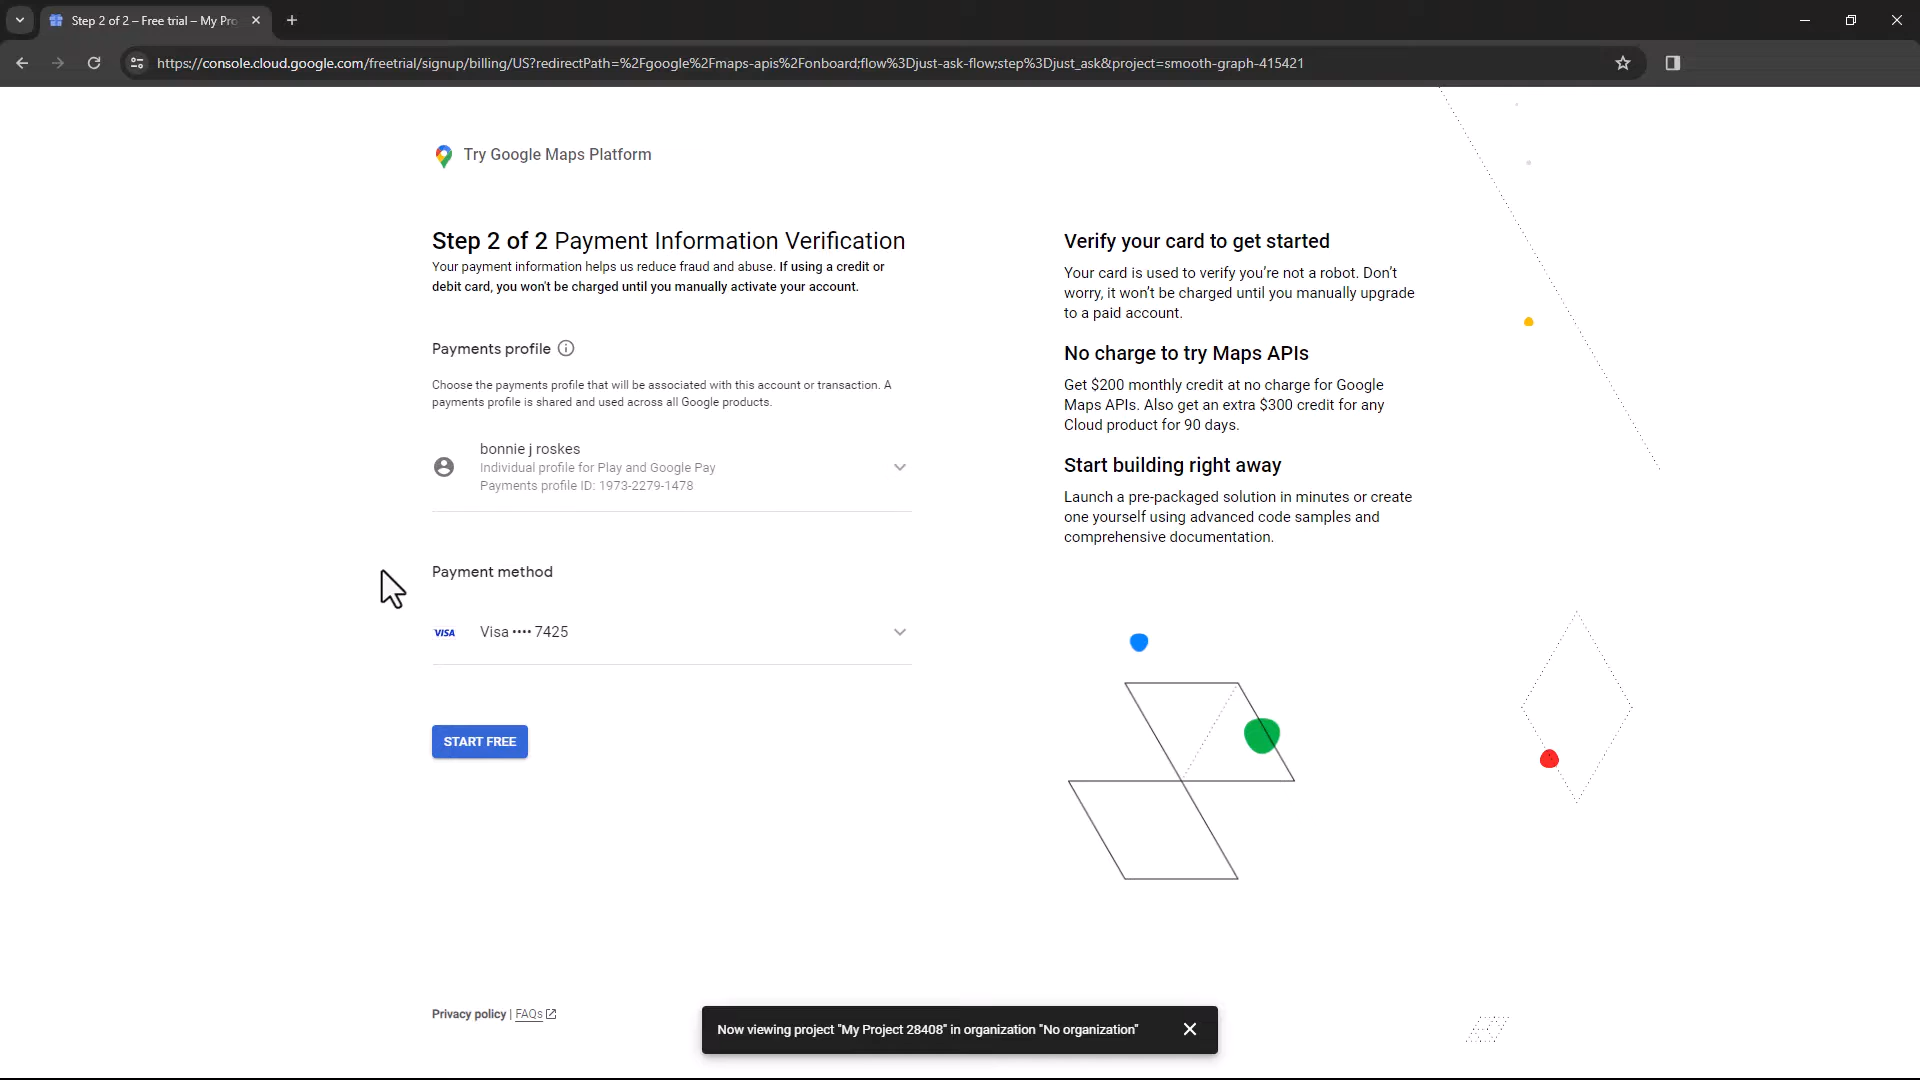 Step 2 of 2 – Free trial – My Pro
https://console.cloud.google.com/freetrial/signup/billing/US?redirectPath=%2Fgoogle%2Fmaps-apis%2Fonboard;flow%3Djust-ask-flow;step%3Djust_ask&project=smooth-graph-415421
Try Google Maps Platform
Step 2 of 2 Payment Information Verification
Your payment information helps us reduce fraud and abuse. If using a credit or
debit card, you won't be charged until you manually activate your account.
Payments profile
Choose the payments profile that will be associated with this account or transaction. A
payments profile is shared and used across all Google products.
bonnie j roskes
Individual profile for Play and Google Pay
Payments profile ID: 1973-2279-1478
Payment method
VISA Visa •••• 7425
START FREE
Verify your card to get started
Your card is used to verify you’re not a robot. Don’t
worry, it won’t be charged until you manually upgrade
to a paid account.
No charge to try Maps APIs
Get $200 monthly credit at no charge for Google
Maps APIs. Also get an extra $300 credit for any
Cloud product for 90 days.
Start building right away
Launch a pre-packaged solution in minutes or create
one yourself using advanced code samples and
comprehensive documentation.
Privacy policy | FAQs
Now viewing project "My Project 28408" in organization "No organization"